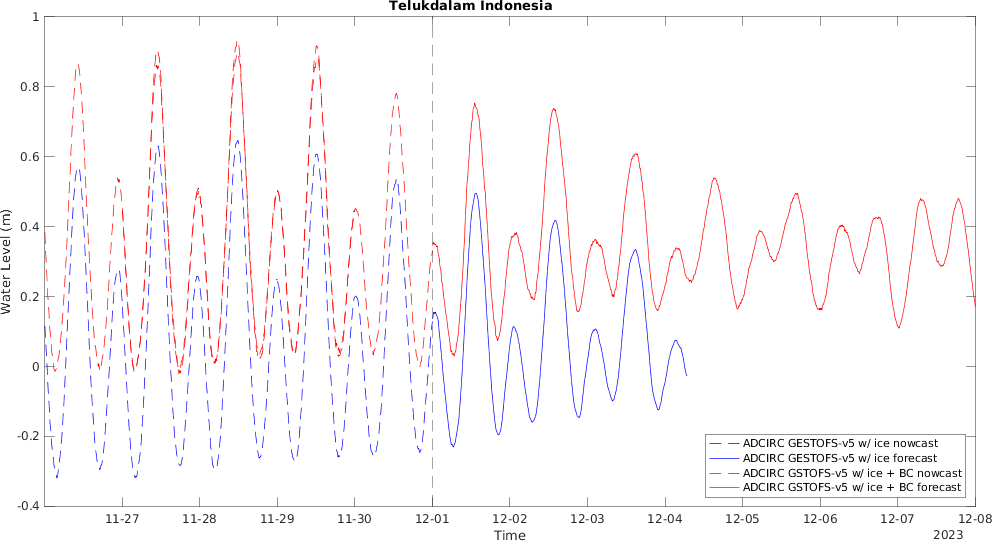 Telukdalam Indonesia
1
0.8
0.6
0.4
0.2
0
-0.2
-0.4
Water Level (m)
11-27 11-28 11-29 11-30 12-01 12-02 12-03 12-04 12-05 12-06 12-07 12-08
2023
Time
ADCIRC GESTOFS-v5 w/ ice nowcast
ADCIRC GESTOFS-v5 w/ ice forecast
ADCIRC GSTOFS-v5 w/ ice + BC nowcast
ADCIRC GSTOFS-v5 w/ ice + BC forecast